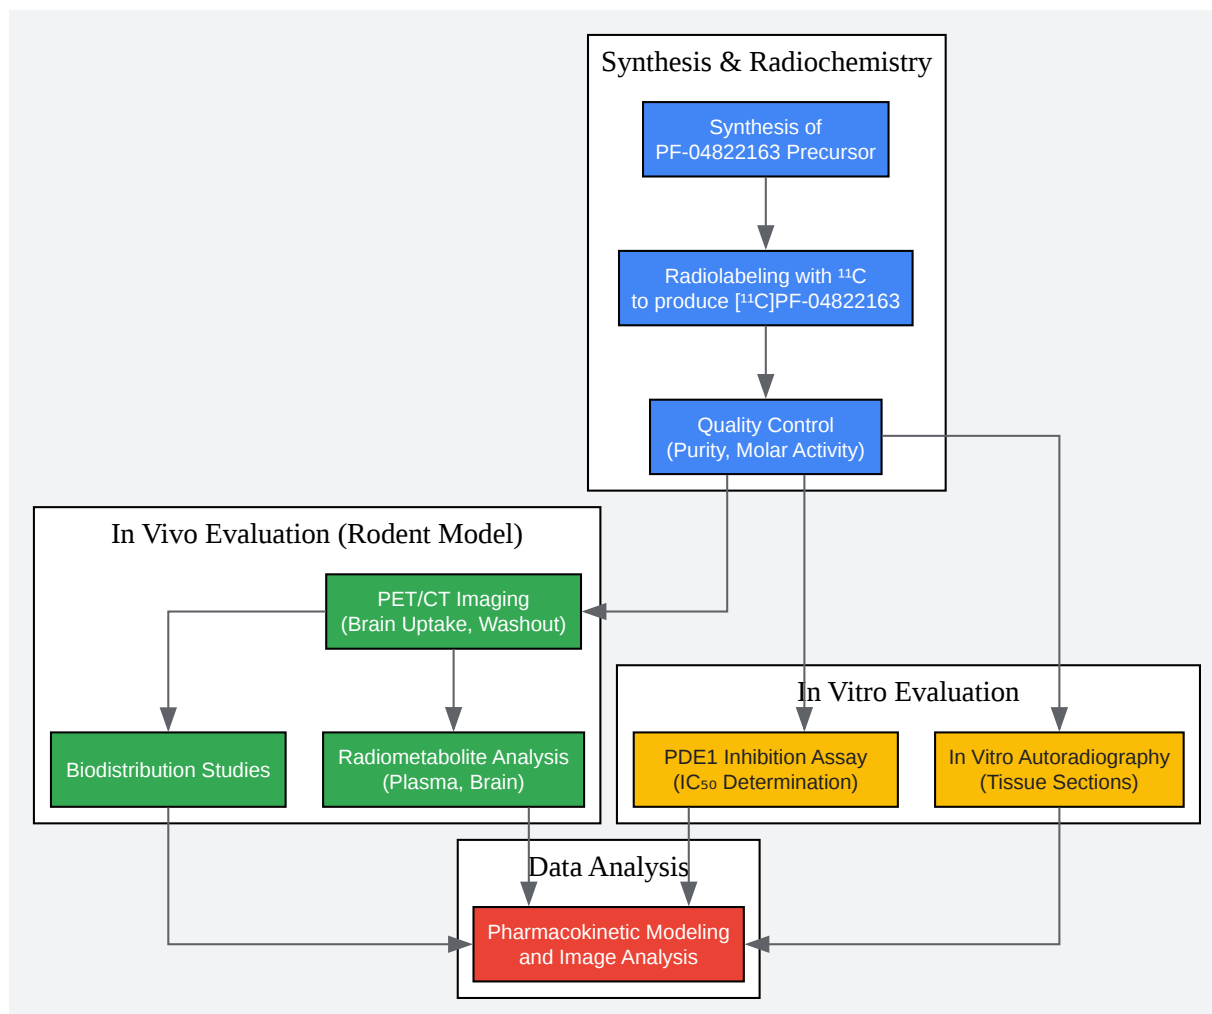 Synthesis & Radiochemistry
Synthesis of
PF-04822163 Precursor
Radiolabeling with ¹¹C
to produce [¹¹C]PF-04822163
Quality Control
(Purity, Molar Activity)
In Vivo Evaluation (Rodent Model)
PET/CT Imaging
(Brain Uptake, Washout)
Biodistribution Studies
Radiometabolite Analysis
(Plasma, Brain)
In Vitro Evaluation
PDE1 Inhibition Assay
(IC₅₀ Determination)
In Vitro Autoradiography
(Tissue Sections)
Data Analysis
Pharmacokinetic Modeling
and Image Analysis